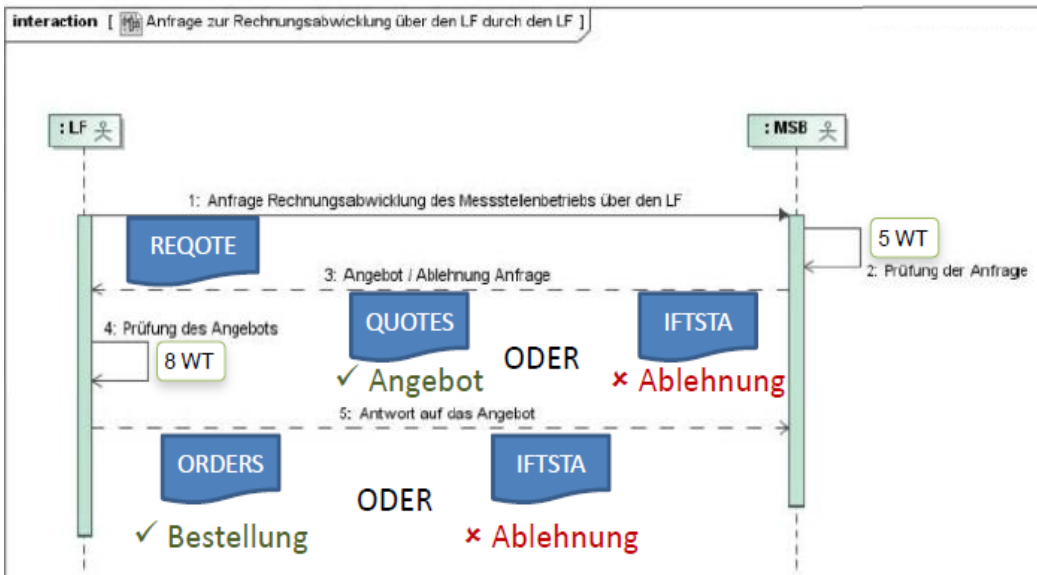 interaction [ Anfrage zur Rechnungsabwicklung über den LF durch den LF ]
: LF
: MSB
1: Anfrage Rechnungsabwicklung des Messstellenbetriebs über den LF
REQOTE
5 WT
2: Prüfung der Anfrage
3: Angebot / Ablehnung Anfrage
QUOTES
IFTSTA
4: Prüfung des Angebots
8 WT
ODER
✓ Angebot
✗ Ablehnung
5: Antwort auf das Angebot
ORDERS
IFTSTA
ODER
✓ Bestellung
✗ Ablehnung